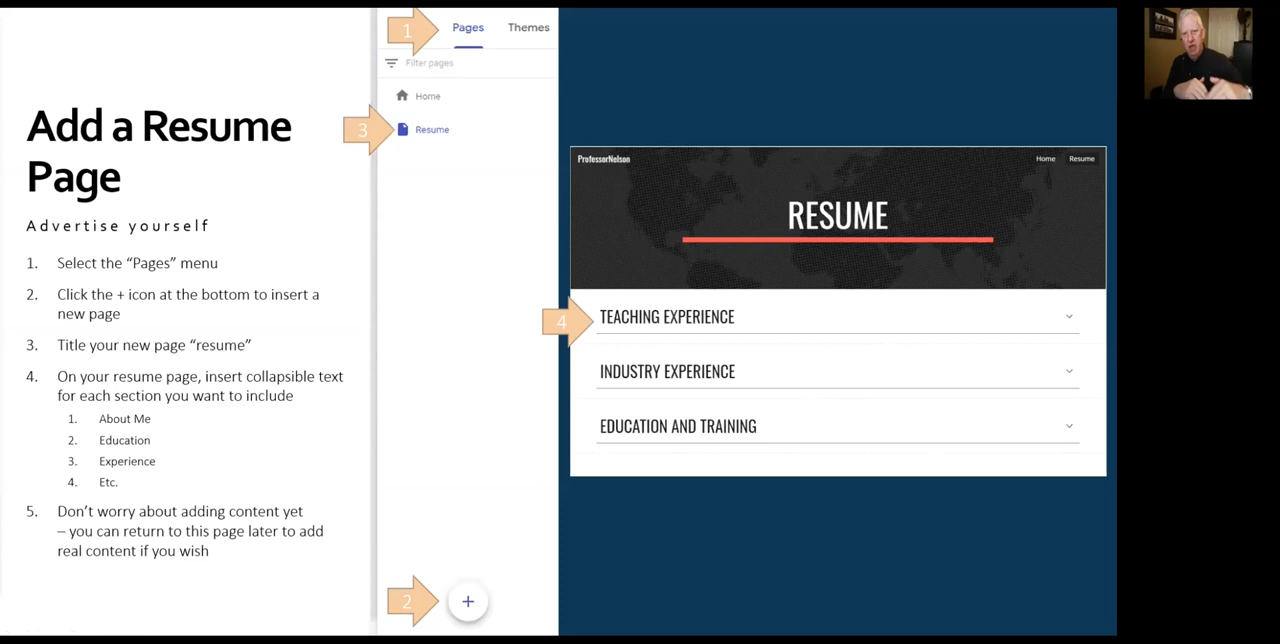 Add a Resume
Page
Advertise yourself
1. Select the “Pages” menu
2. Click the + icon at the bottom to insert a
new page
3. Title your new page “resume”
4. On your resume page, insert collapsible text
for each section you want to include
1. About Me
2. Education
3. Experience
4. Etc.
5. Don’t worry about adding content yet
– you can return to this page later to add
real content if you wish
1
Pages Themes
Filter pages
Home
3
Resume
2
+
ProfessorNelson
Home Resume
RESUME
4
TEACHING EXPERIENCE
INDUSTRY EXPERIENCE
EDUCATION AND TRAINING